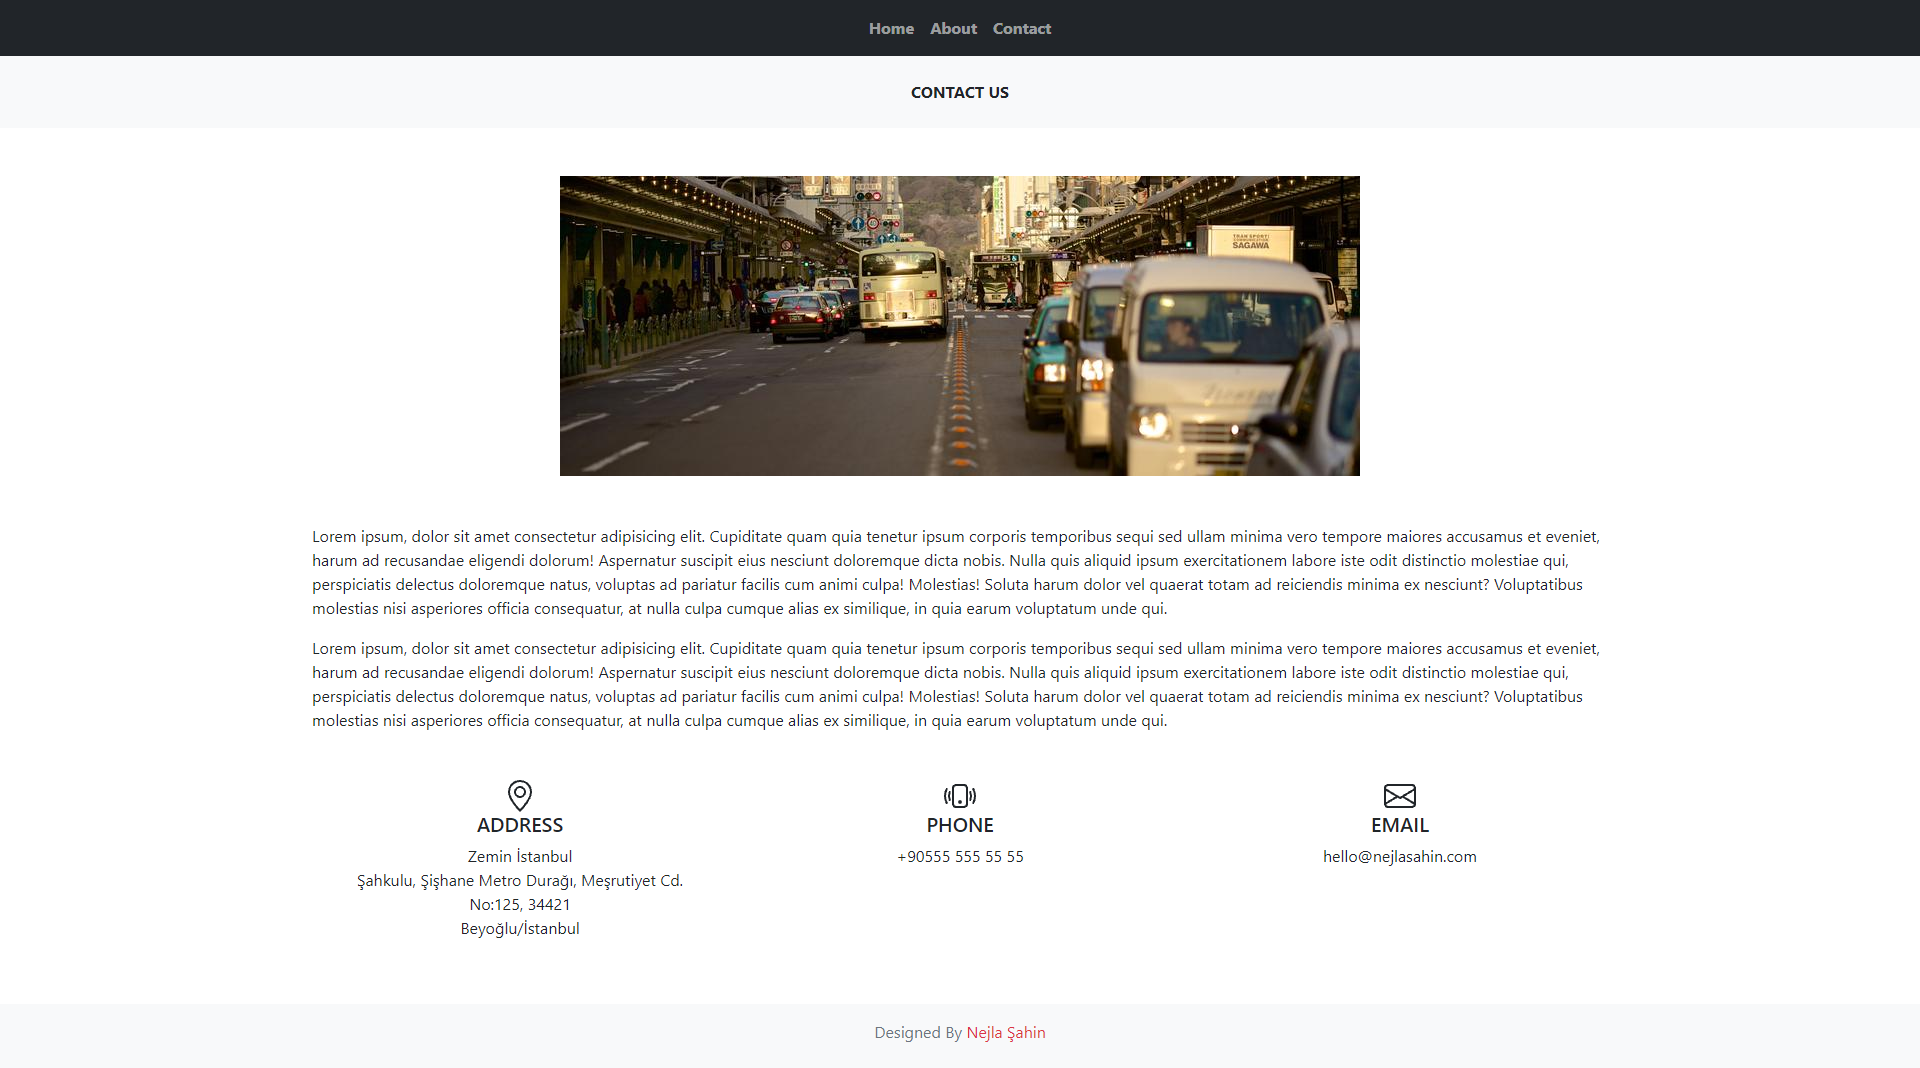 Home About Contact
CONTACT US
TRANSPORT
SAGAWA
Lorem ipsum, dolor sit amet consectetur adipisicing elit. Cupiditate quam quia tenetur ipsum corporis temporibus sequi sed ullam minima vero tempore maiores accusamus et eveniet,
harum ad recusandae eligendi dolorum! Aspernatur suscipit eius nesciunt doloremque dicta nobis. Nulla quis aliquid ipsum exercitationem labore iste odit distinctio molestiae qui,
perspiciatis delectus doloremque natus, voluptas ad pariatur facilis cum animi culpa! Molestias! Soluta harum dolor vel quaerat totam ad reiciendis minima ex nesciunt? Voluptatibus
molestias nisi asperiores officia consequatur, at nulla culpa cumque alias ex similique, in quia earum voluptatum unde qui.
Lorem ipsum, dolor sit amet consectetur adipisicing elit. Cupiditate quam quia tenetur ipsum corporis temporibus sequi sed ullam minima vero tempore maiores accusamus et eveniet,
harum ad recusandae eligendi dolorum! Aspernatur suscipit eius nesciunt doloremque dicta nobis. Nulla quis aliquid ipsum exercitationem labore iste odit distinctio molestiae qui,
perspiciatis delectus doloremque natus, voluptas ad pariatur facilis cum animi culpa! Molestias! Soluta harum dolor vel quaerat totam ad reiciendis minima ex nesciunt? Voluptatibus
molestias nisi asperiores officia consequatur, at nulla culpa cumque alias ex similique, in quia earum voluptatum unde qui.
ADDRESS
Zemin İstanbul
Şahkulu, Şişhane Metro Durağı, Meşrutiyet Cd.
No:125, 34421
Beyoğlu/İstanbul
PHONE
+90555 555 55 55
EMAIL
hello@nejlasahin.com
Designed By Nejla Şahin